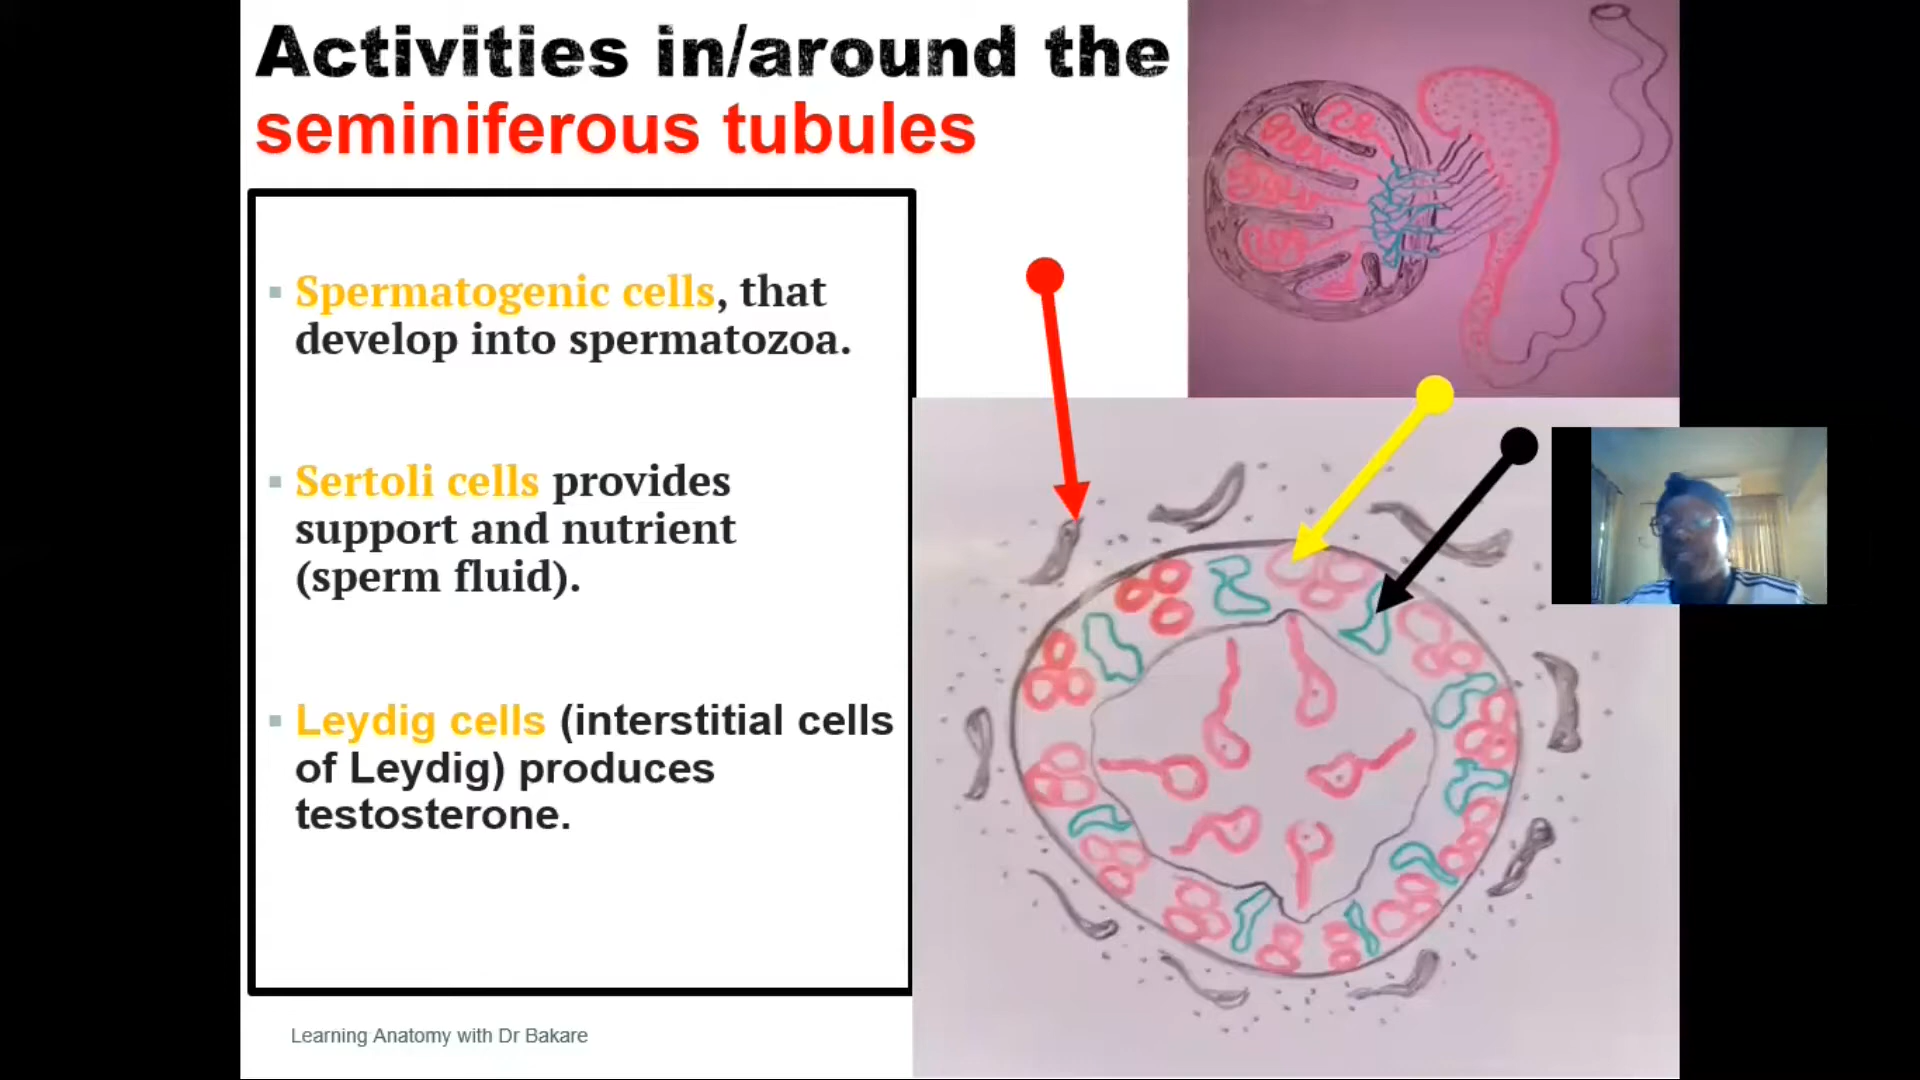 Activities in/around the
seminiferous tubules
Spermatogenic cells, that
develop into spermatozoa.
Sertoli cells provides
support and nutrient
(sperm fluid).
Leydig cells (interstitial cells
of Leydig) produces
testosterone.
Learning Anatomy with Dr Bakare